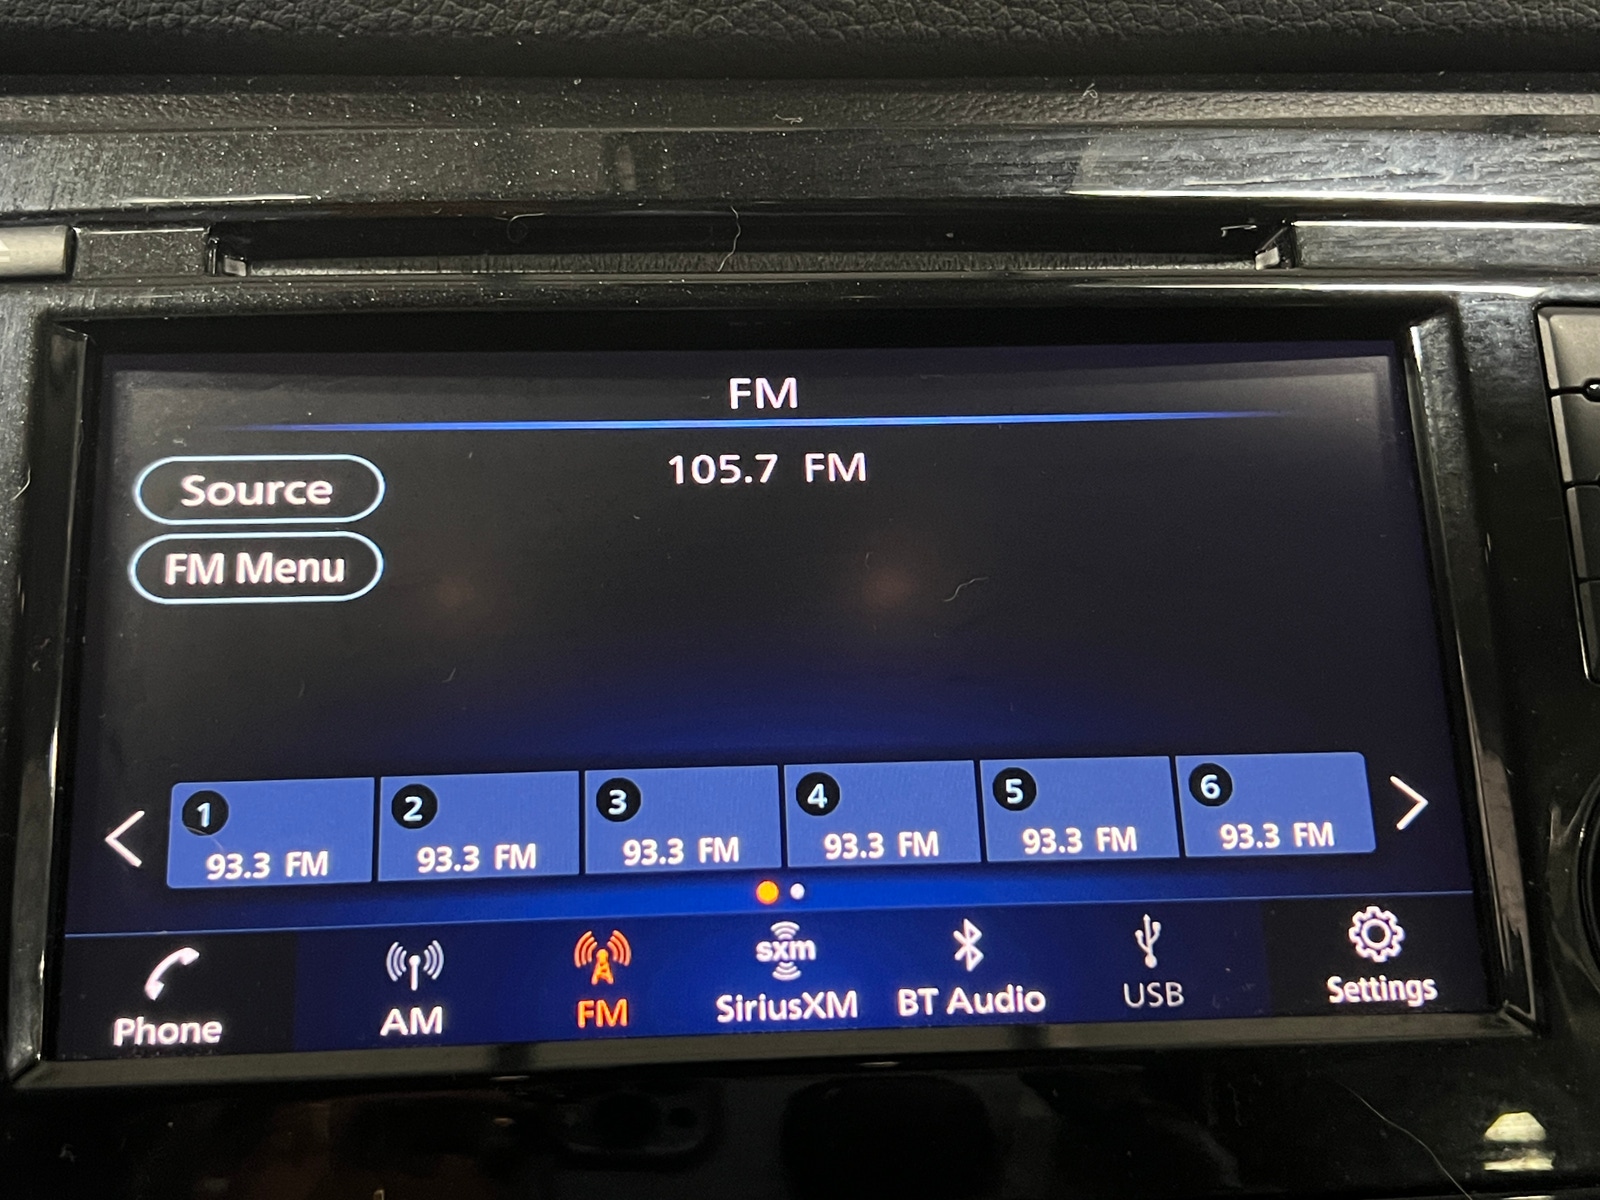 FM
105.7 FM
Source
FM Menu
1 2 3 4 5 6
93.3 FM 93.3 FM 93.3 FM 93.3 FM 93.3 FM 93.3 FM
sxm
Phone AM FM SiriusXM BT Audio USB Settings